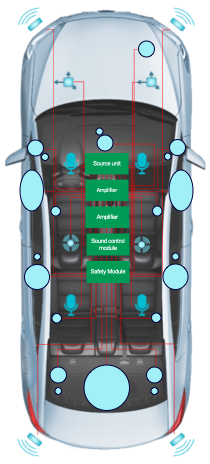 Source unit
Amplifier
Amplifier
Sound control
module
Safety Module